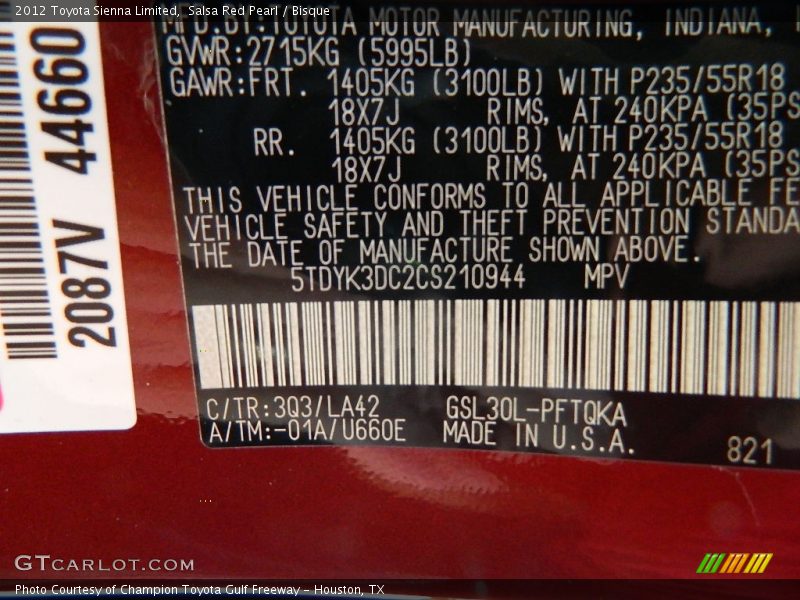 2012 Toyota Sienna Limited, Salsa Red Pearl / Bisque
MFD.BY:TOYOTA MOTOR MANUFACTURING, INDIANA,
GVWR:2715KG (5995LB)
GAWR:FRT. 1405KG (3100LB) WITH P235/55R18
18X7J RIMS, AT 240KPA (35PS
RR. 1405KG (3100LB) WITH P235/55R18
18X7J RIMS, AT 240KPA (35PS
THIS VEHICLE CONFORMS TO ALL APPLICABLE FE
VEHICLE SAFETY AND THEFT PREVENTION STANDA
THE DATE OF MANUFACTURE SHOWN ABOVE.
5TDYK3DC2CS210944 MPV
C/TR:3Q3/LA42 GSL30L-PFTQKA
A/TM:-01A/U660E MADE IN U.S.A.
821
2087V 44660
GTCARLOT.COM
Photo Courtesy of Champion Toyota Gulf Freeway - Houston, TX